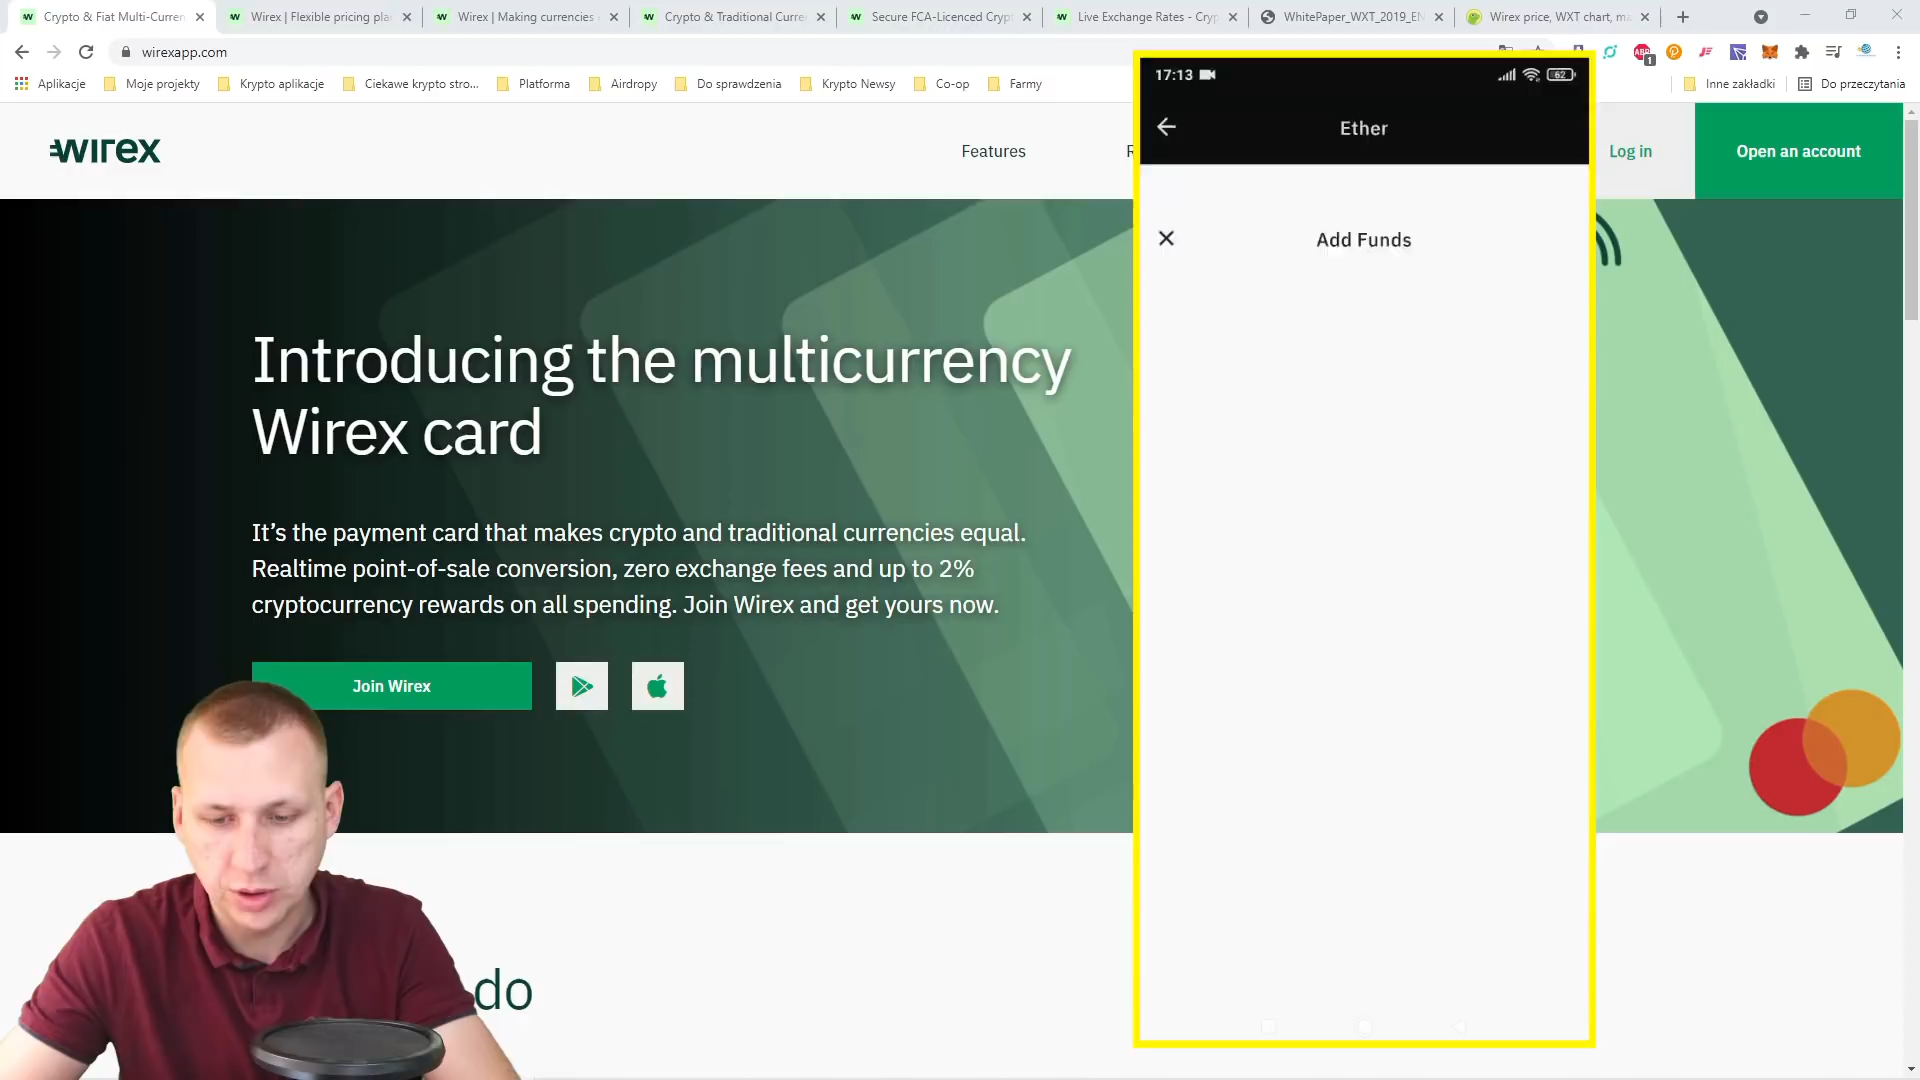 Crypto & Fiat Multi-Curren
Wirex | Flexible pricing pla
Wirex | Making currencies
Crypto & Traditional Curre
Secure FCA-Licenced Crypt
Live Exchange Rates - Cryp
WhitePaper_WXT_2019_EN
Wirex price, WXT chart, ma
wirexapp.com
Aplikacje
Moje projekty
Krypto aplikacje
Ciekawe krypto stro...
Platforma
Airdropy
Do sprawdzenia
Krypto Newsy
Co-op
Farmy
Inne zakładki
Do przeczytania
wirex
Features
Log in
Open an account
17:13
62
Ether
Add Funds
Introducing the multicurrency
Wirex card
It’s the payment card that makes crypto and traditional currencies equal.
Realtime point-of-sale conversion, zero exchange fees and up to 2%
cryptocurrency rewards on all spending. Join Wirex and get yours now.
Join Wirex
do